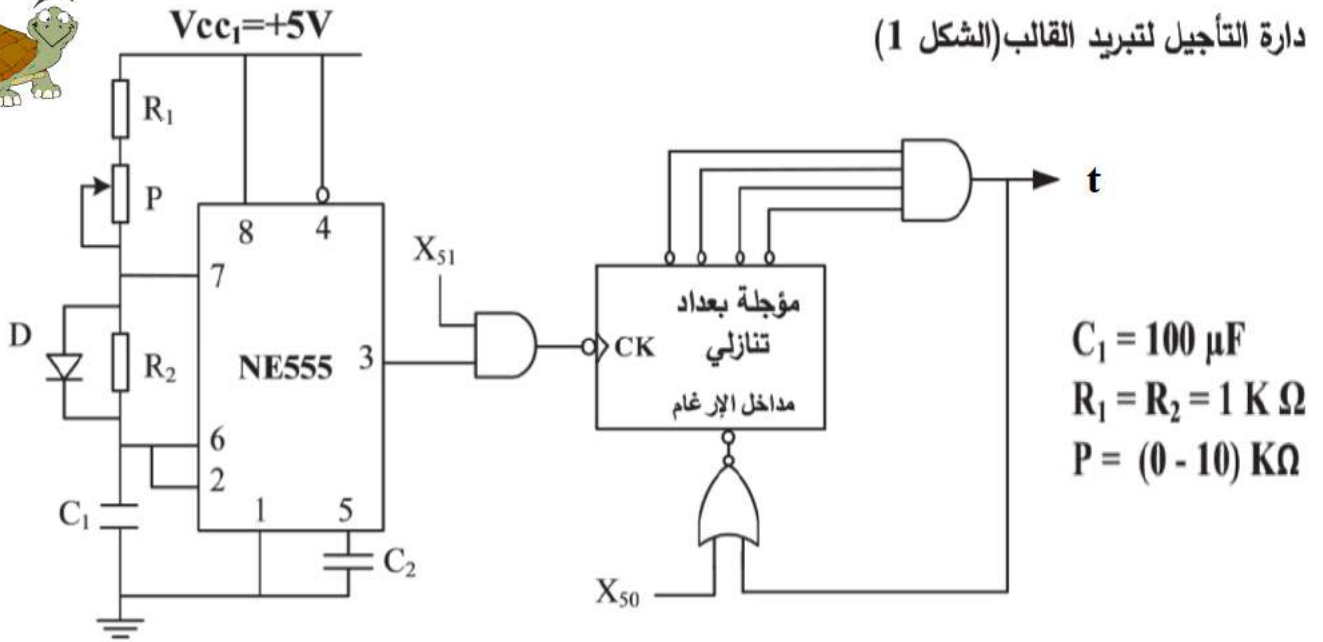 دارة التأجيل لتبريد القالب(الشكل 1)
Vcc₁=+5V
R₁
P
8 4
X₅₁
t
7
D
R₂
NE555 3
CK
مؤجلة بعداد
تنازلي
مداخل الإرغام
C₁ = 100 µF
R₁ = R₂ = 1 K Ω
P = (0 - 10) KΩ
6
2
C₁
1 5
C₂
X₅₀